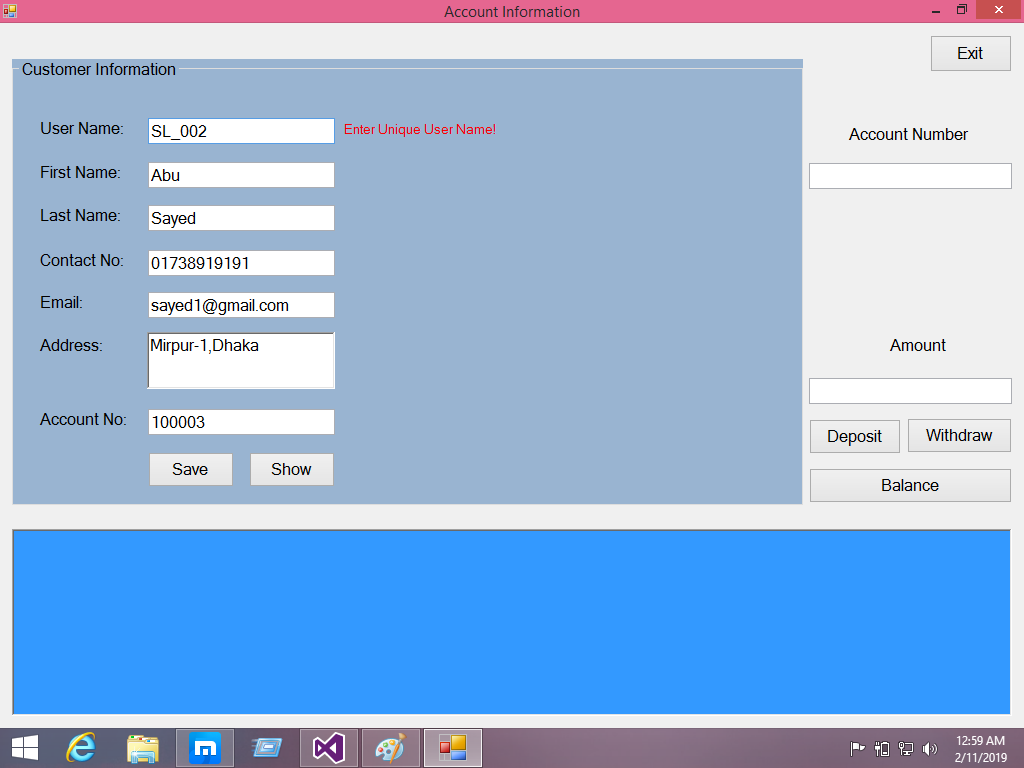 Account Information
Exit
Customer Information
User Name: SL_002 Enter Unique User Name!
Account Number
First Name: Abu
Last Name: Sayed
Contact No: 01738919191
Email: sayed1@gmail.com
Address: Mirpur-1,Dhaka
Amount
Account No: 100003
Deposit Withdraw
Save Show
Balance
12:59 AM
2/11/2019